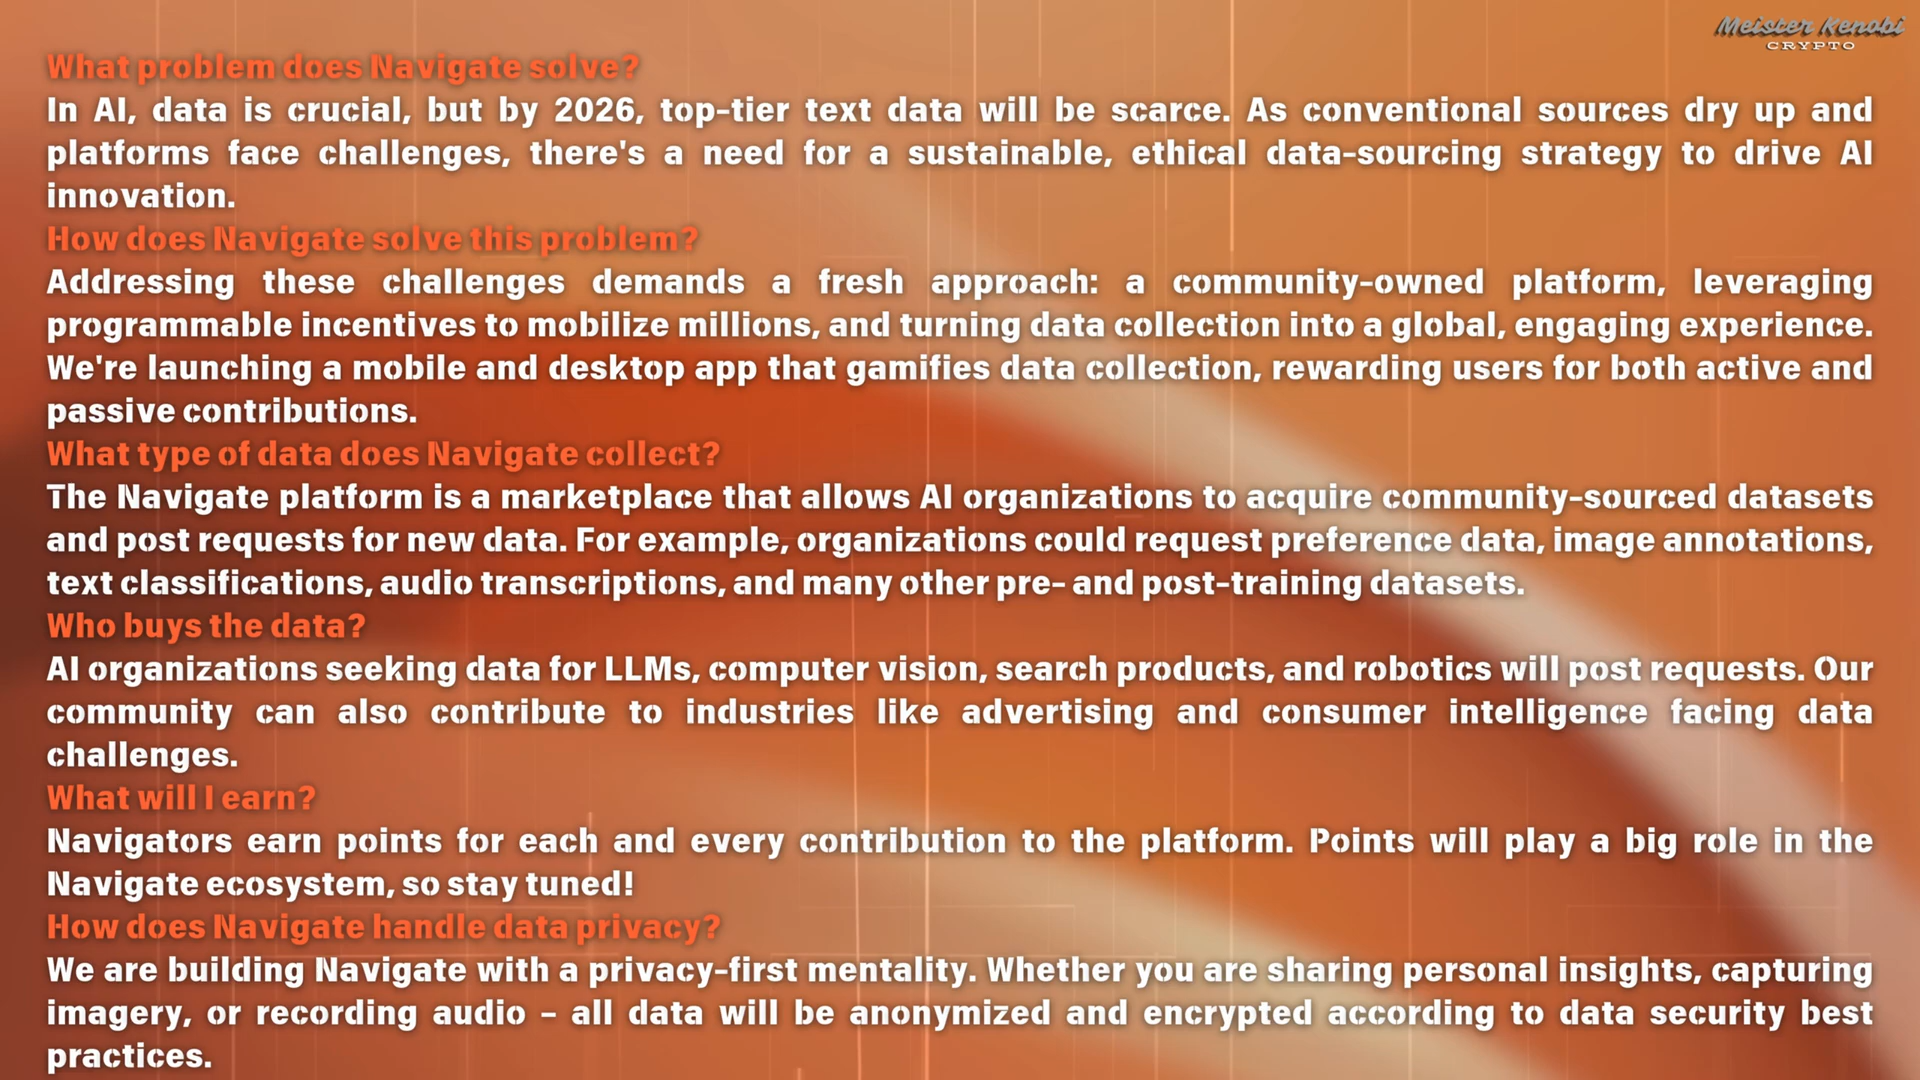 Meister Kenobi
CRYPTO
What problem does Navigate solve?
In AI, data is crucial, but by 2026, top-tier text data will be scarce. As conventional sources dry up and
platforms face challenges, there's a need for a sustainable, ethical data-sourcing strategy to drive AI
innovation.
How does Navigate solve this problem?
Addressing these challenges demands a fresh approach: a community-owned platform, leveraging
programmable incentives to mobilize millions, and turning data collection into a global, engaging experience.
We're launching a mobile and desktop app that gamifies data collection, rewarding users for both active and
passive contributions.
What type of data does Navigate collect?
The Navigate platform is a marketplace that allows AI organizations to acquire community-sourced datasets
and post requests for new data. For example, organizations could request preference data, image annotations,
text classifications, audio transcriptions, and many other pre- and post-training datasets.
Who buys the data?
AI organizations seeking data for LLMs, computer vision, search products, and robotics will post requests. Our
community can also contribute to industries like advertising and consumer intelligence facing data
challenges.
What will I earn?
Navigators earn points for each and every contribution to the platform. Points will play a big role in the
Navigate ecosystem, so stay tuned!
How does Navigate handle data privacy?
We are building Navigate with a privacy-first mentality. Whether you are sharing personal insights, capturing
imagery, or recording audio – all data will be anonymized and encrypted according to data security best
practices.